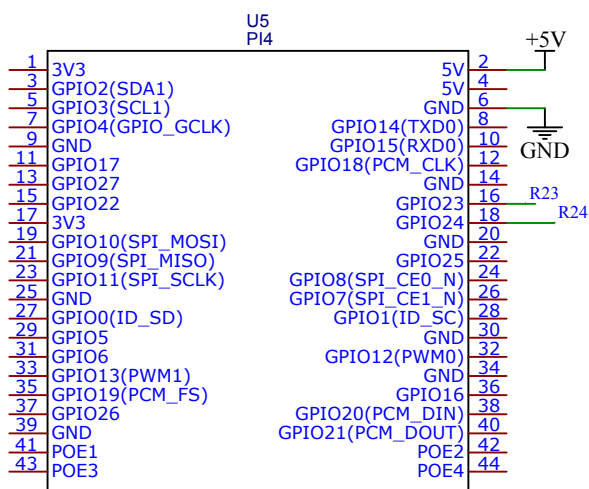 U5
PI4
+5V
1 3V3 5V 2
3 GPIO2(SDA1) 5V 4
5 GPIO3(SCL1) GND 6
7 GPIO4(GPIO_GCLK) GPIO14(TXD0) 8
9 GND GPIO15(RXD0) 10
GND
11 GPIO17 GPIO18(PCM_CLK) 12
13 GPIO27 GND 14
15 GPIO22 GPIO23 16 R23
17 3V3 GPIO24 18 R24
19 GPIO10(SPI_MOSI) GND 20
21 GPIO9(SPI_MISO) GPIO25 22
23 GPIO11(SPI_SCLK) GPIO8(SPI_CE0_N) 24
25 GND GPIO7(SPI_CE1_N) 26
27 GPIO0(ID_SD) GPIO1(ID_SC) 28
29 GPIO5 GND 30
31 GPIO6 GPIO12(PWM0) 32
33 GPIO13(PWM1) GND 34
35 GPIO19(PCM_FS) GPIO16 36
37 GPIO26 GPIO20(PCM_DIN) 38
39 GND GPIO21(PCM_DOUT) 40
41 POE1 POE2 42
43 POE3 POE4 44